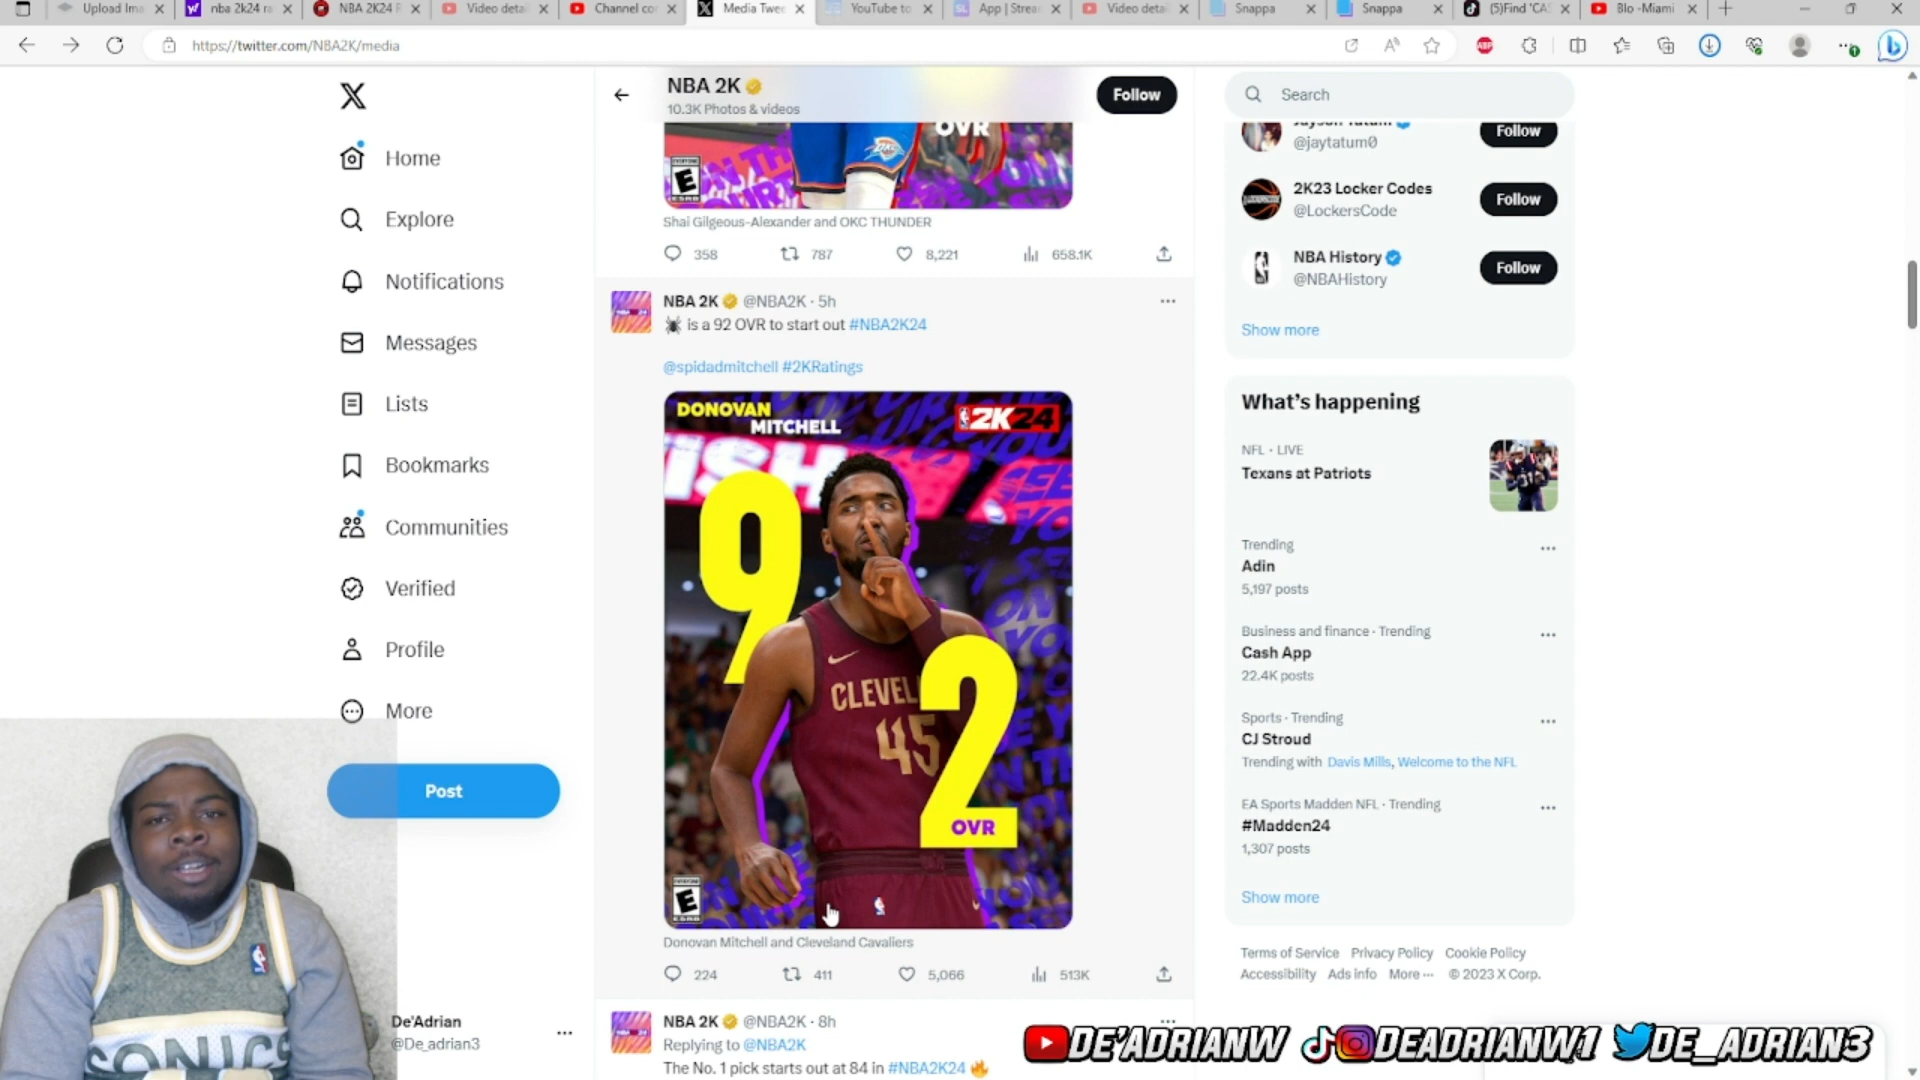 Upload Ima
nba 2k24 ra
NBA 2K24 R
Video detai
Channel co
Media Twee
YouTube to
App | Strea
Video detai
Snappa
Snappa
(5)Find 'CAS
Blo -Miami
https://twitter.com/NBA2K/media
NBA 2K
10.3K Photos & videos
Follow
Home
Explore
Notifications
Messages
Lists
Bookmarks
Communities
Verified
Profile
More
Post
De'Adrian
@De_adrian3
OVR
Shai Gilgeous-Alexander and OKC THUNDER
358 787 8,221 658.1K
NBA 2K @NBA2K · 5h
is a 92 OVR to start out #NBA2K24
@spidadmitchell #2KRatings
DONOVAN
MITCHELL
2K24
92
CLEVEL
45
OVR
EVERYONE
E
ESRB
Donovan Mitchell and Cleveland Cavaliers
224 411 5,066 513K
NBA 2K @NBA2K · 8h
Replying to @NBA2K
The No. 1 pick starts out at 84 in #NBA2K24
Search
Jayson Tatum
@jaytatum0
Follow
2K23 Locker Codes
@LockersCode
Follow
NBA History
@NBAHistory
Follow
Show more
What's happening
NFL · LIVE
Texans at Patriots
Trending
Adin
5,197 posts
Business and finance · Trending
Cash App
22.4K posts
Sports · Trending
CJ Stroud
Trending with Davis Mills, Welcome to the NFL
EA Sports Madden NFL · Trending
#Madden24
1,307 posts
Show more
Terms of Service Privacy Policy Cookie Policy
Accessibility Ads info More ··· © 2023 X Corp.
SONICS
DE'ADRIANW DEADRIANW1 DE_ADRIAN3